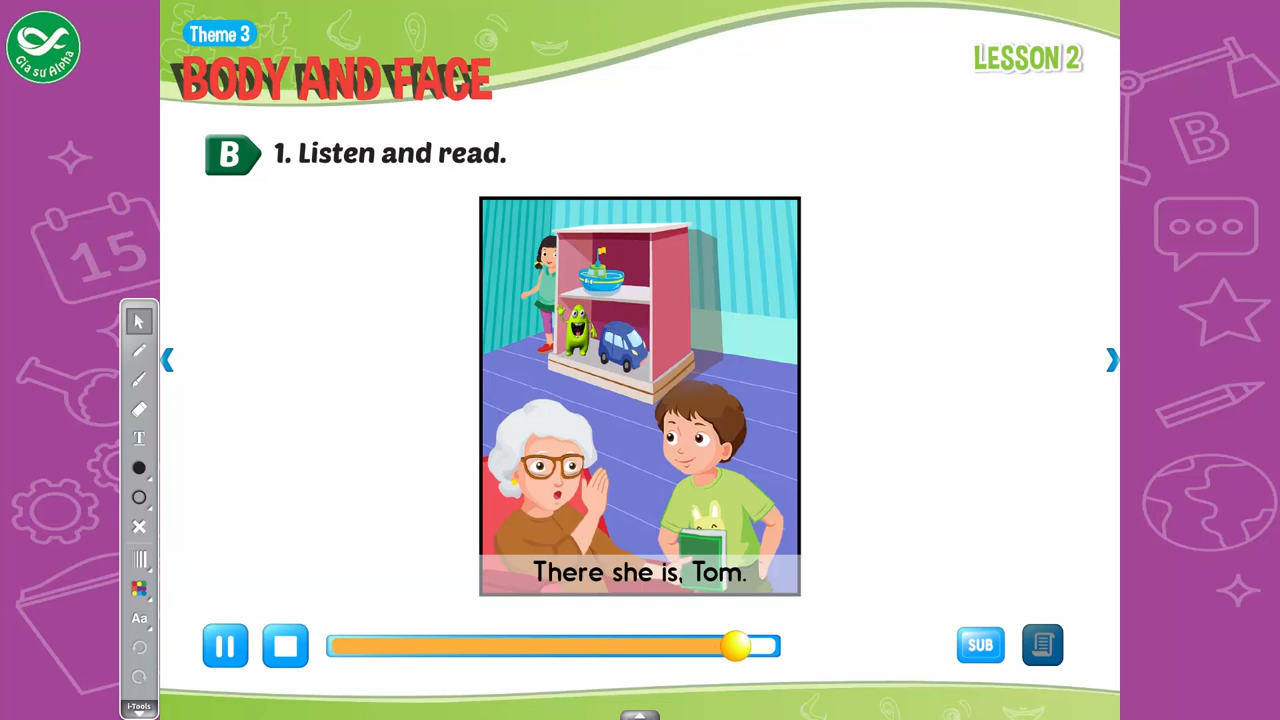 Gia sư Alpha
Theme 3
BODY AND FACE
LESSON 2
B 1. Listen and read.
15
B
There she is, Tom.
SUB
T
Aa
i-Tools